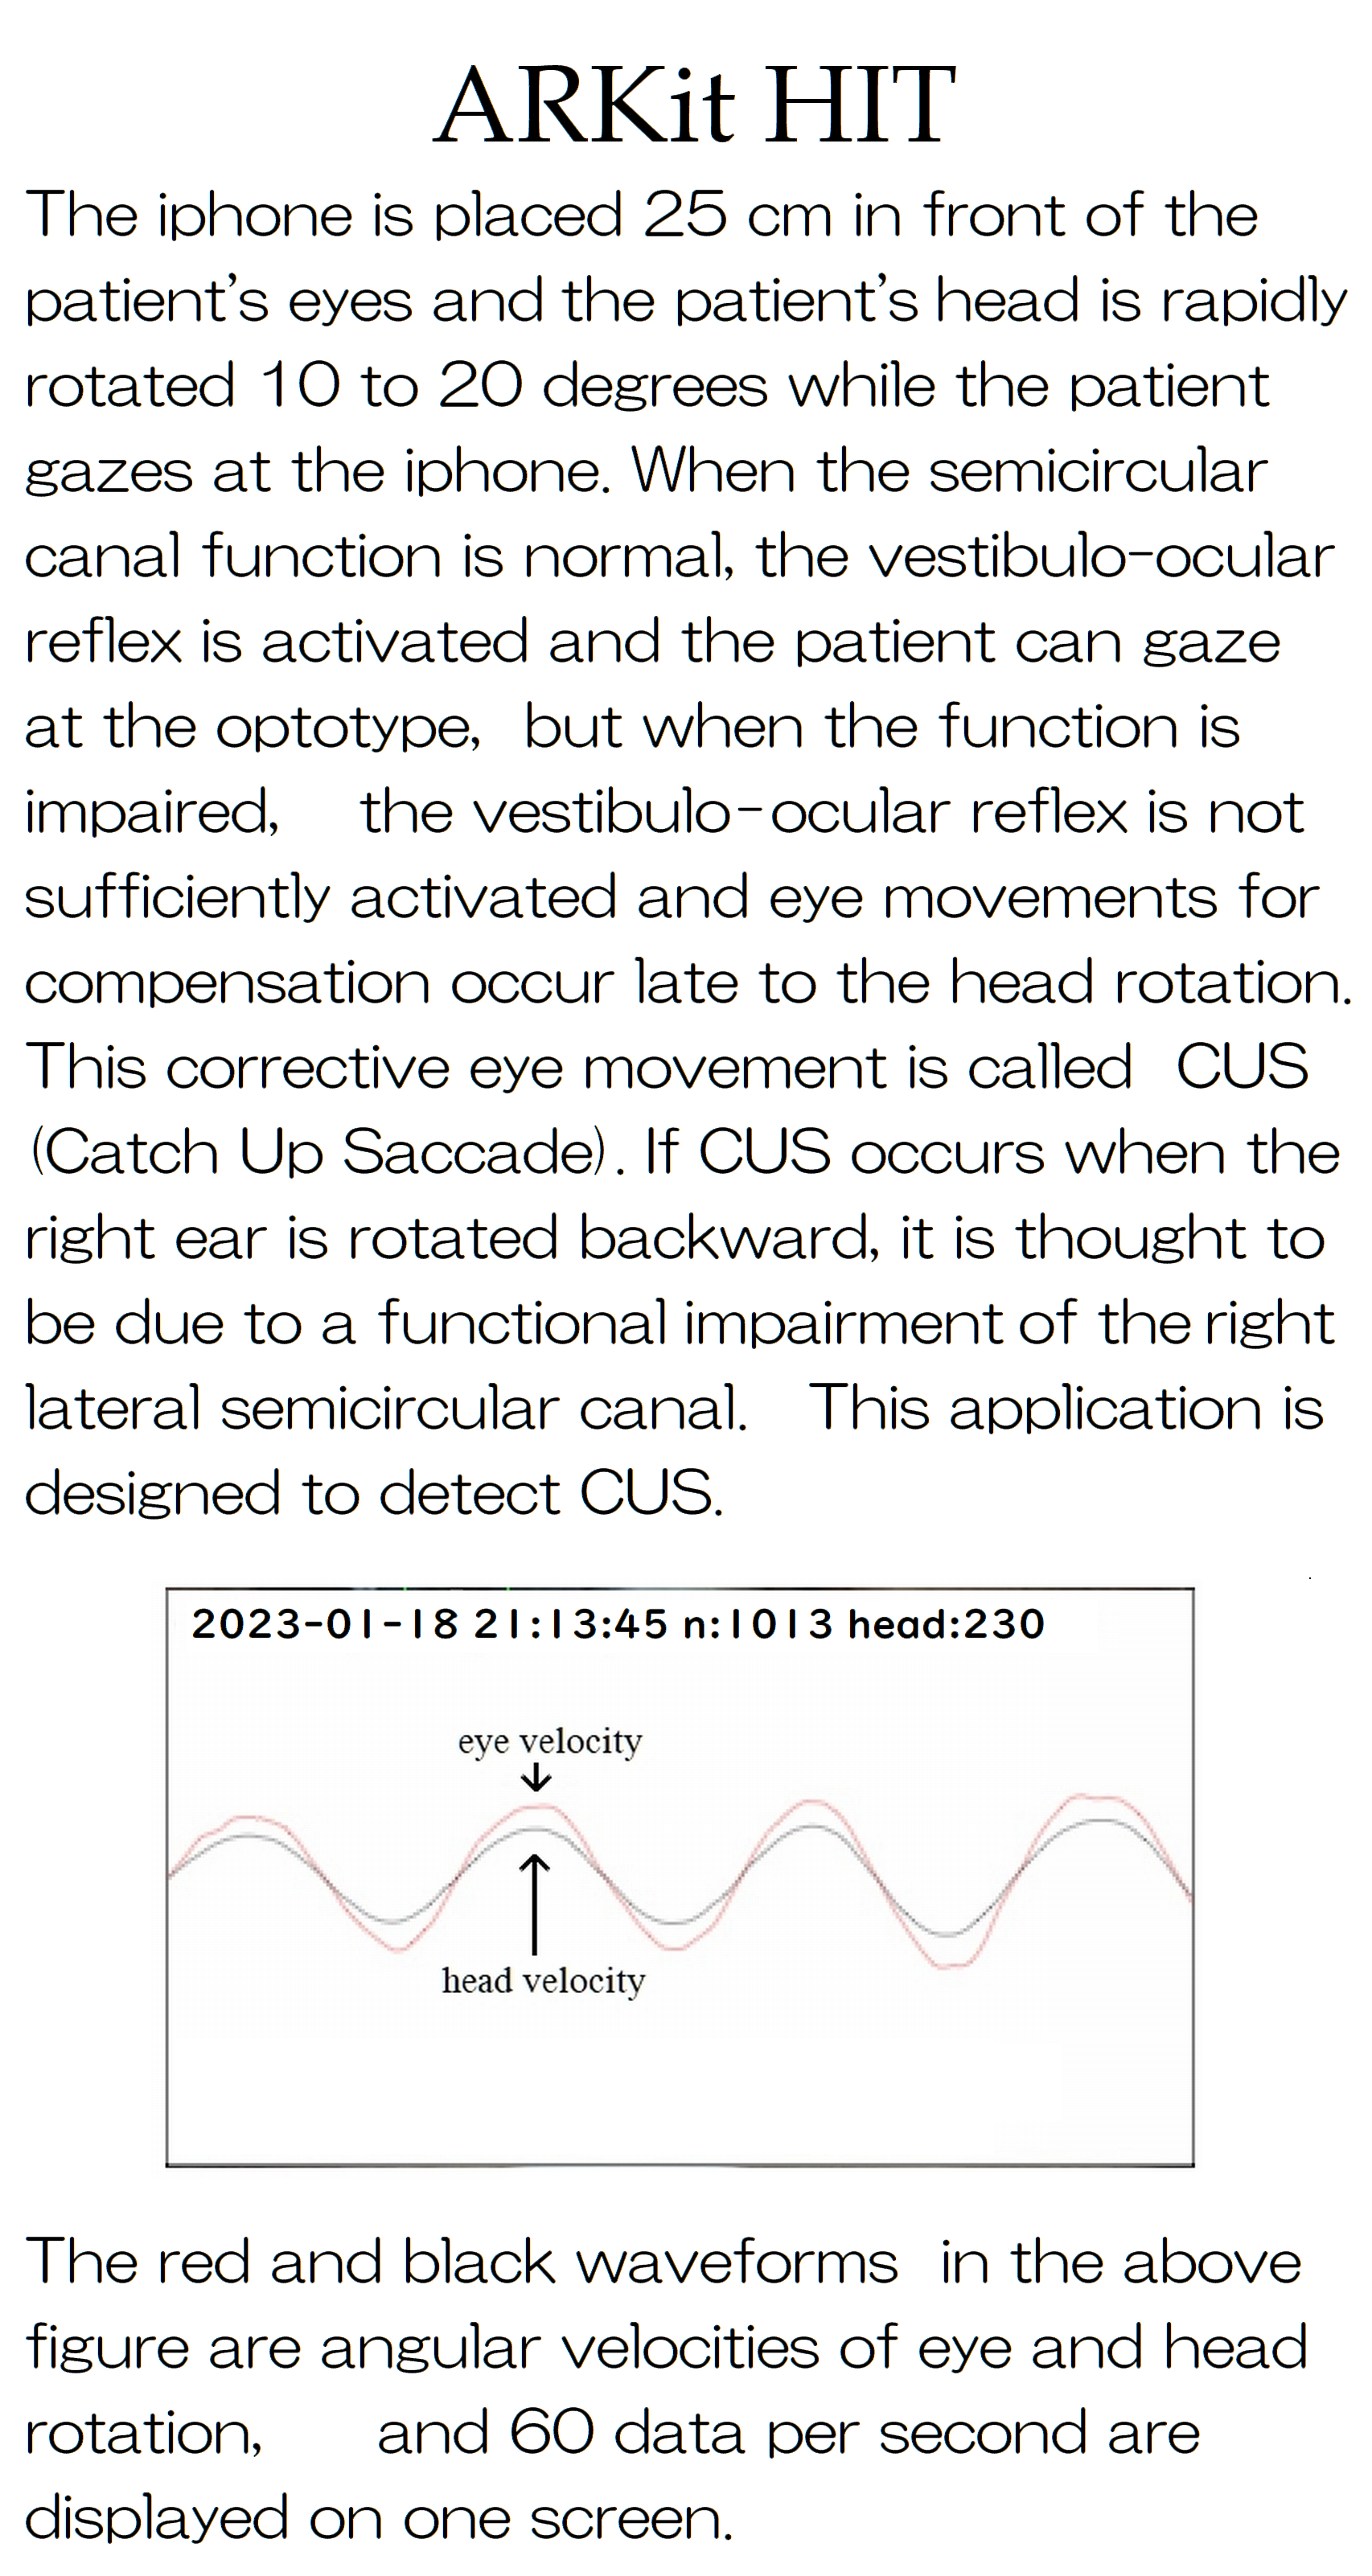 ARKit HIT
The iphone is placed 25 cm in front of the
patient’s eyes and the patient’s head is rapidly
rotated 10 to 20 degrees while the patient
gazes at the iphone. When the semicircular
canal function is normal, the vestibulo-ocular
reflex is activated and the patient can gaze
at the optotype, but when the function is
impaired, the vestibulo-ocular reflex is not
sufficiently activated and eye movements for
compensation occur late to the head rotation.
This corrective eye movement is called CUS
(Catch Up Saccade). If CUS occurs when the
right ear is rotated backward, it is thought to
be due to a functional impairment of the right
lateral semicircular canal. This application is
designed to detect CUS.
2023-01-18 21:13:45 n:1013 head:230
eye velocity
head velocity
The red and black waveforms in the above
figure are angular velocities of eye and head
rotation, and 60 data per second are
displayed on one screen.